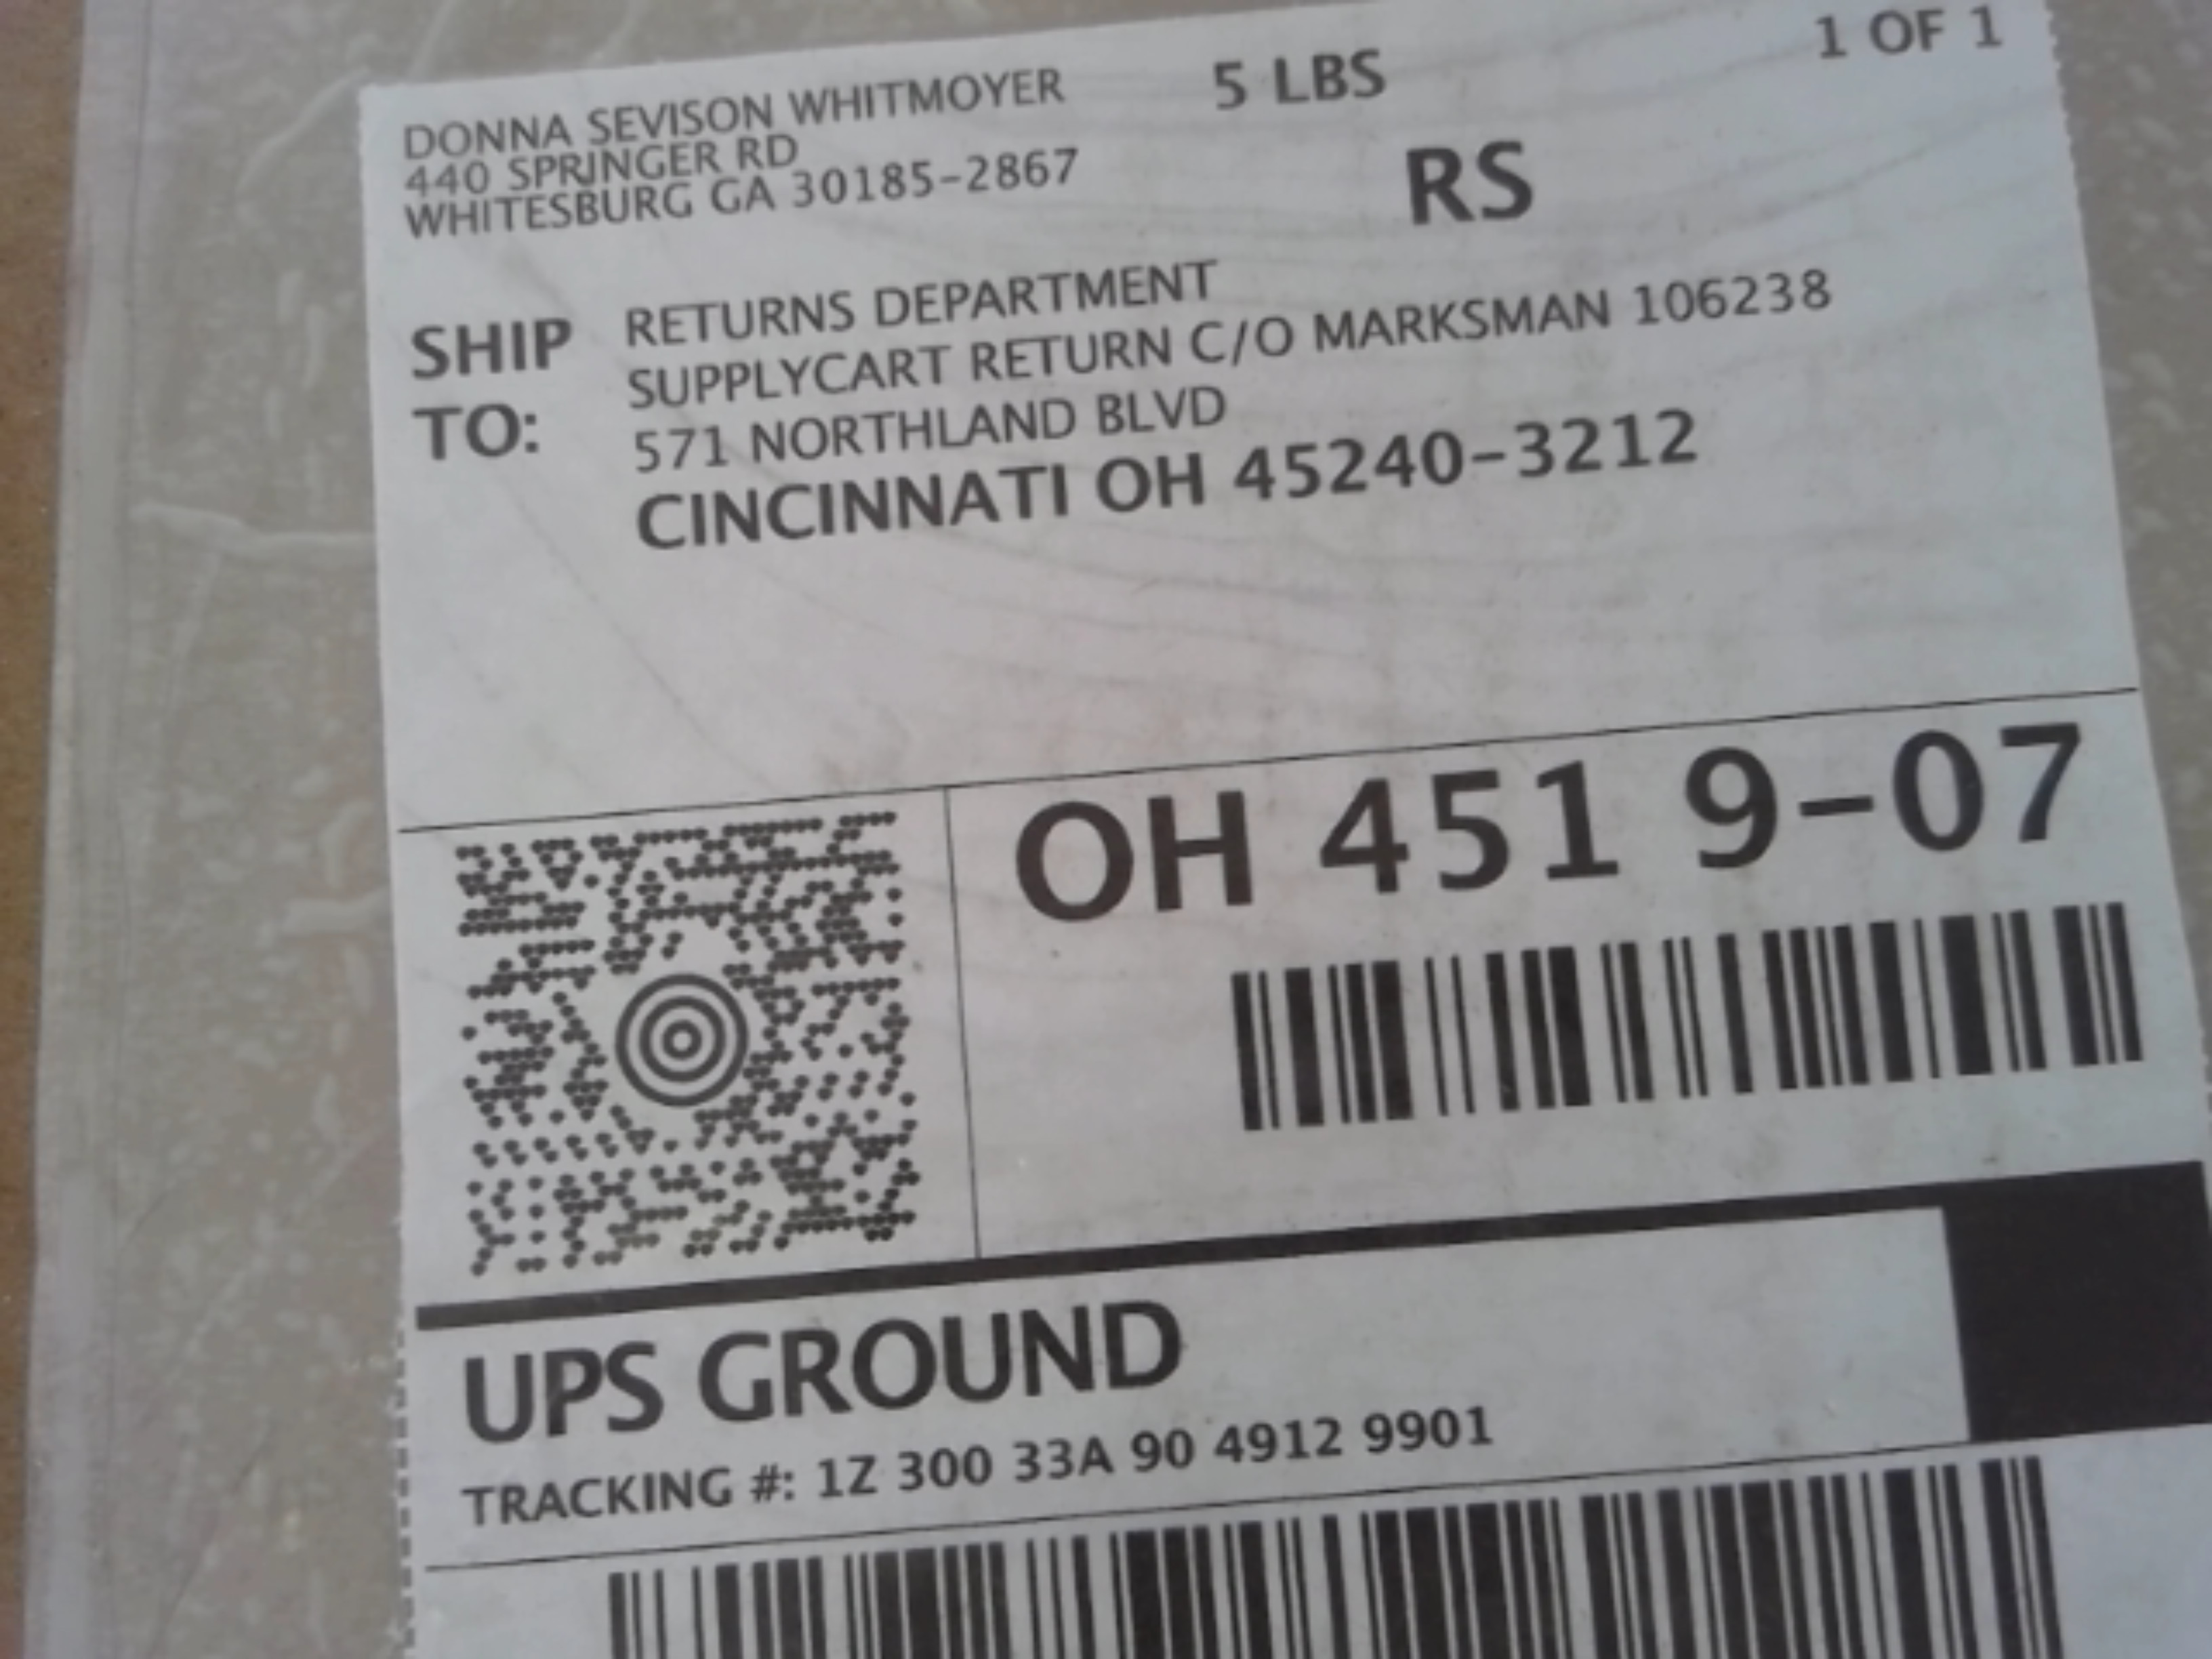 DONNA SEVISON WHITMOYER
440 SPRINGER RD
WHITESBURG GA 30185-2867
5 LBS
1 OF 1
RS
SHIP TO:
RETURNS DEPARTMENT
SUPPLYCART RETURN C/O MARKSMAN 106238
571 NORTHLAND BLVD
CINCINNATI OH 45240-3212
OH 451 9-07
UPS GROUND
TRACKING #: 1Z 300 33A 90 4912 9901